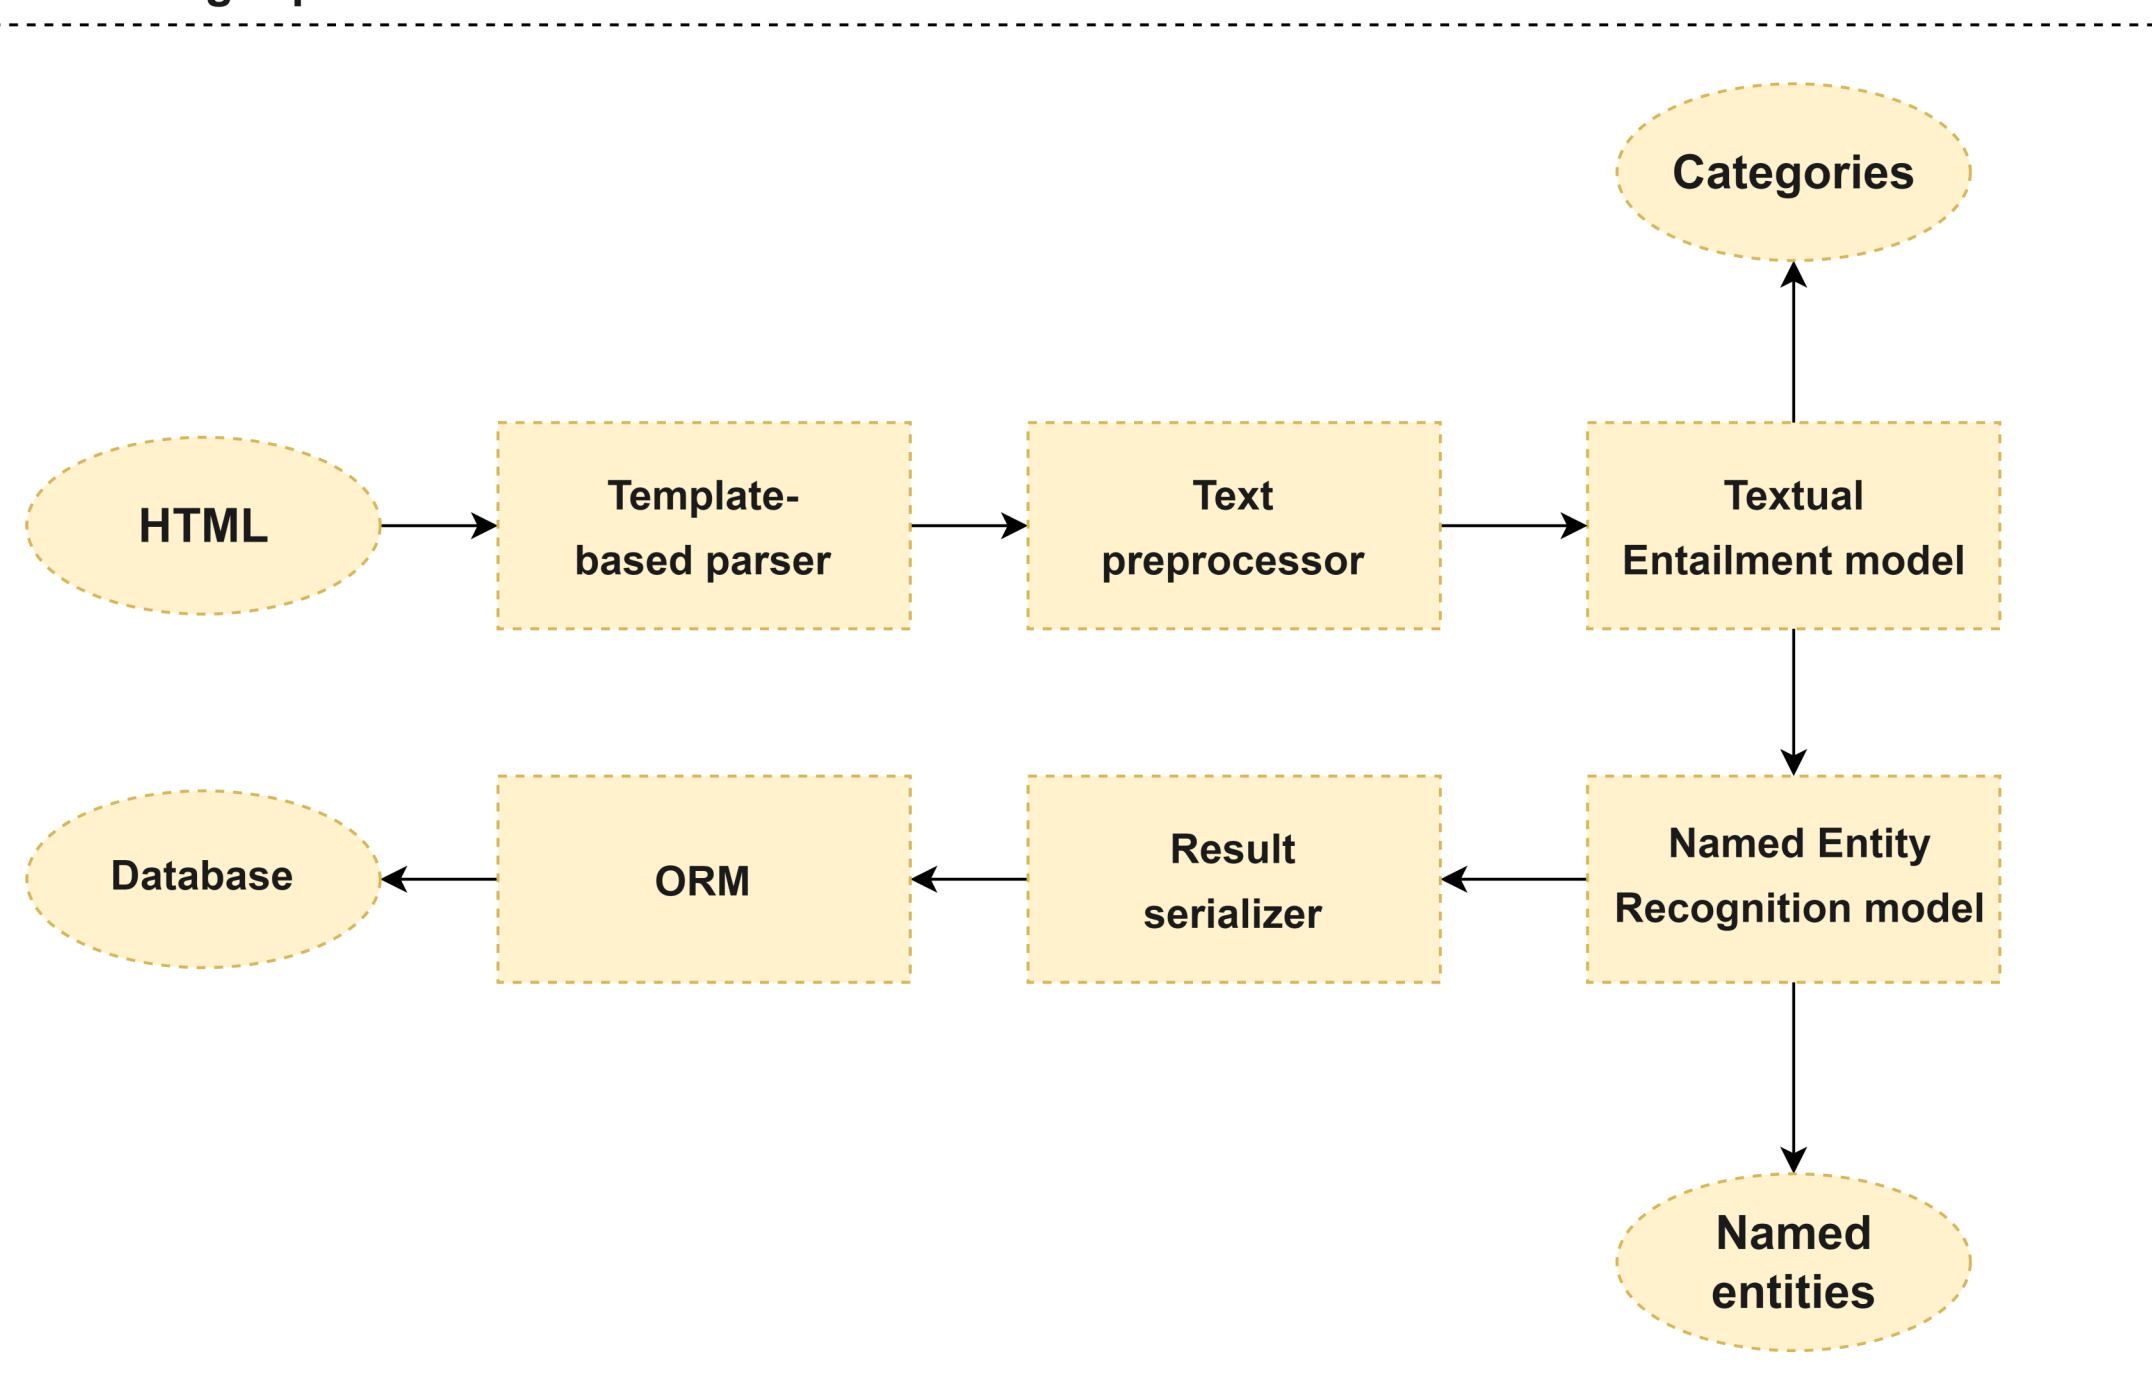 Categories
HTML
Template-
based parser
Text
preprocessor
Textual
Entailment model
Database
ORM
Result
serializer
Named Entity
Recognition model
Named
entities